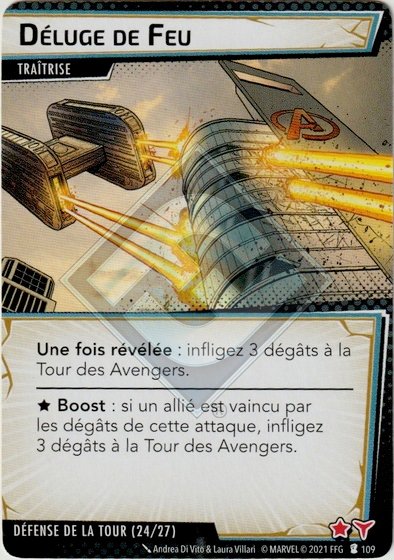 DÉLUGE DE FEU
TRAÎTRISE
Une fois révélée : infligez 3 dégâts à la
Tour des Avengers.
★ Boost : si un allié est vaincu par
les dégâts de cette attaque, infligez
3 dégâts à la Tour des Avengers.
Andrea Di Vito & Laura Villari © MARVEL © 2021 FFG 109
DÉFENSE DE LA TOUR (24/27)